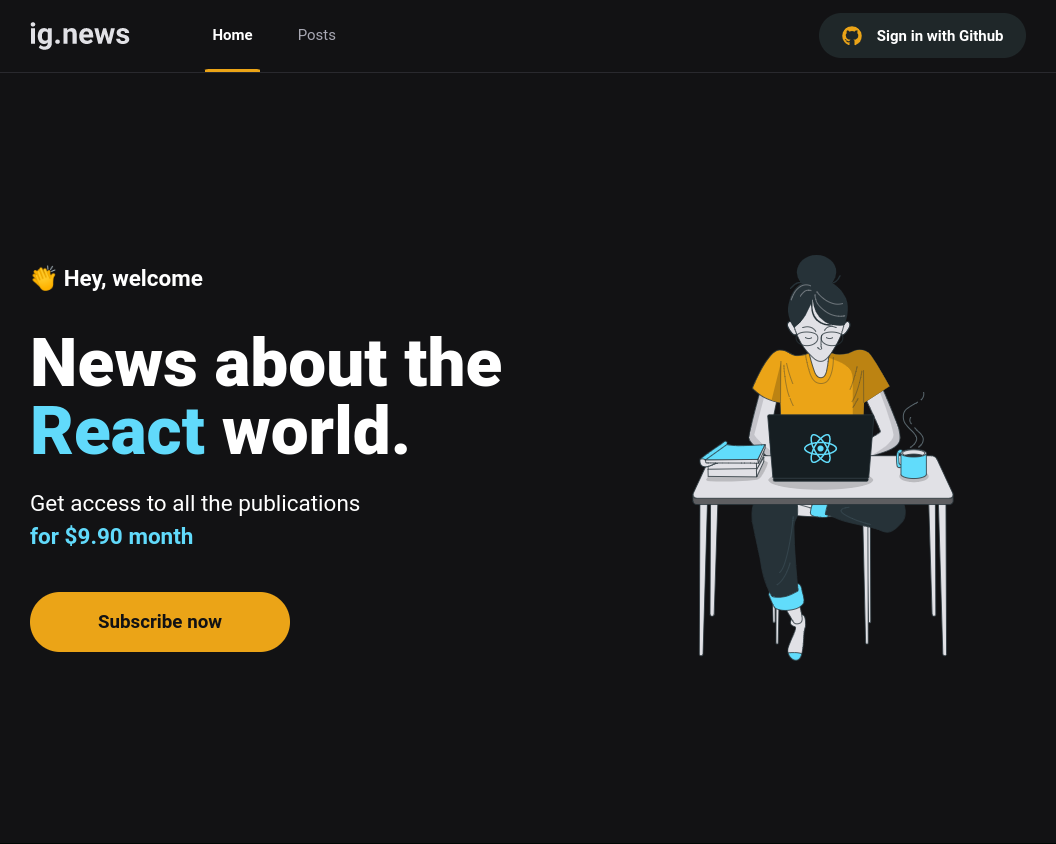 ig.news
Home
Posts
Sign in with Github
👏 Hey, welcome
News about the
React world.
Get access to all the publications
for $9.90 month
Subscribe now